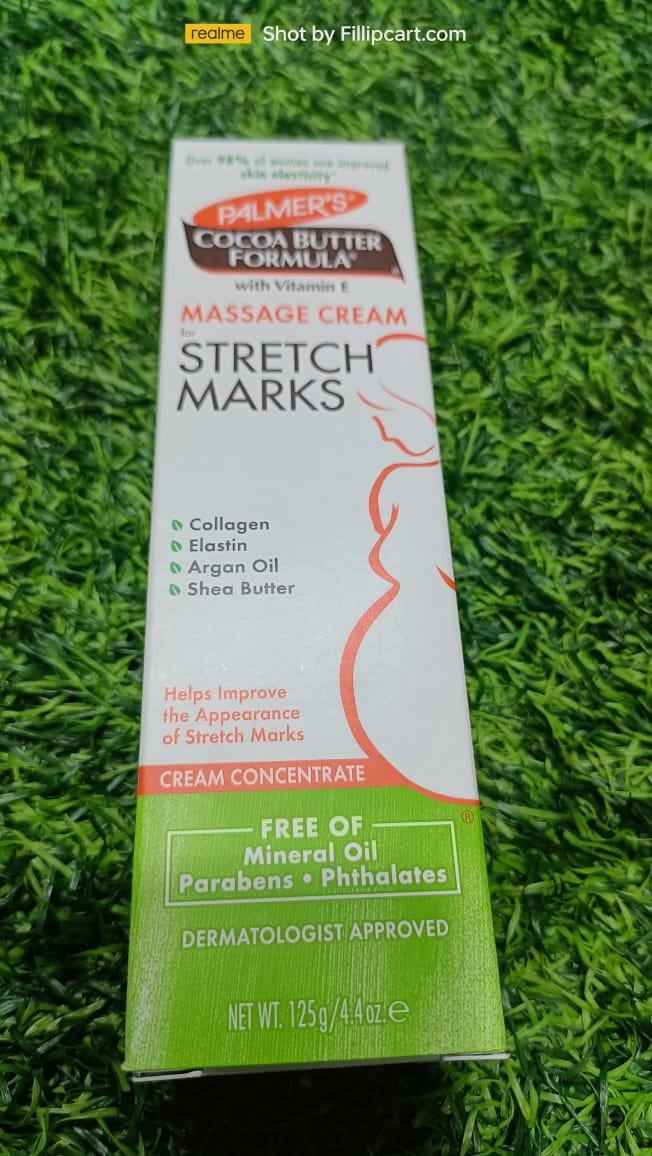 realme Shot by Fillipcart.com
Over 98% of women saw improved
skin elasticity
PALMER'S®
COCOA BUTTER
FORMULA®
with Vitamin E
MASSAGE CREAM
for
STRETCH
MARKS
Collagen
Elastin
Argan Oil
Shea Butter
Helps Improve
the Appearance
of Stretch Marks
CREAM CONCENTRATE
®
FREE OF
Mineral Oil
Parabens • Phthalates
DERMATOLOGIST APPROVED
NET WT. 125g/4.4oz.e